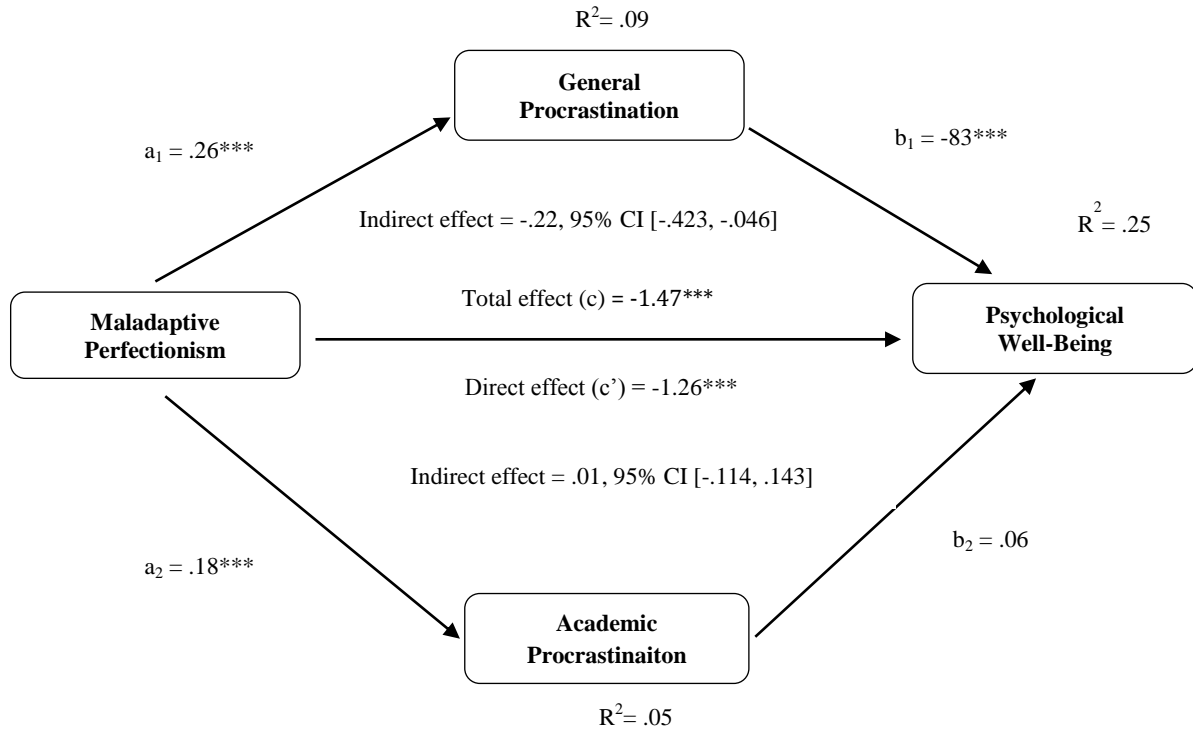 R²= .09
General
Procrastination
a₁ = .26***
b₁ = -83***
Indirect effect = -.22, 95% CI [-.423, -.046]
R²= .25
Total effect (c) = -1.47***
Maladaptive
Perfectionism
Psychological
Well-Being
Direct effect (c’) = -1.26***
Indirect effect = .01, 95% CI [-.114, .143]
a₂ = .18***
b₂ = .06
Academic
Procrastinaiton
R²= .05